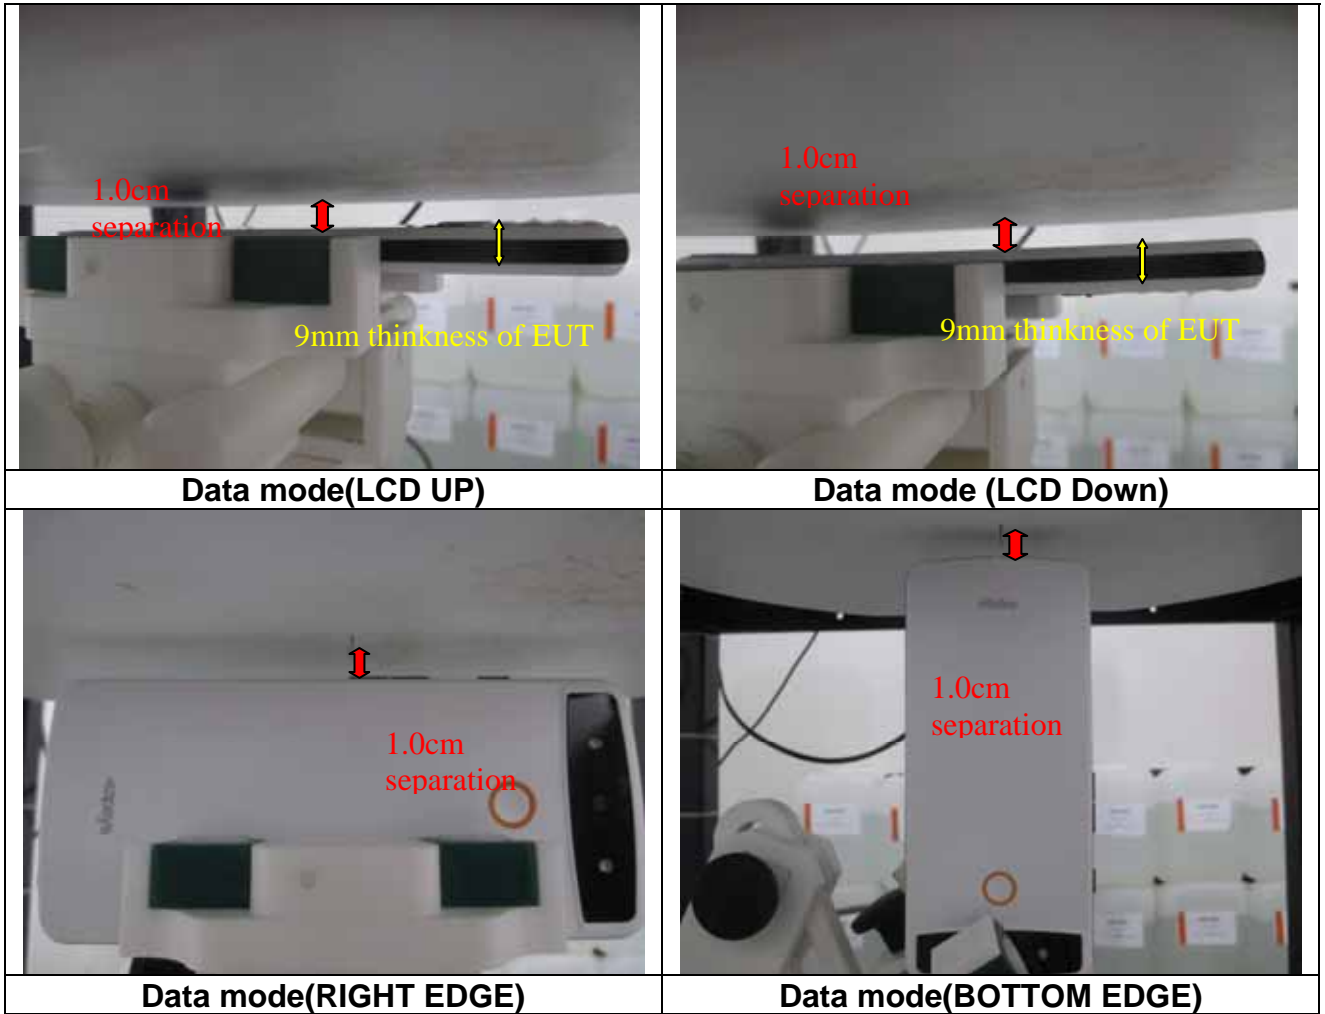 1.0cm
separation
9mm thinkness of EUT
1.0cm
separation
9mm thinkness of EUT
Data mode(LCD UP)
Data mode (LCD Down)
1.0cm
separation
1.0cm
separation
Data mode(RIGHT EDGE)
Data mode(BOTTOM EDGE)